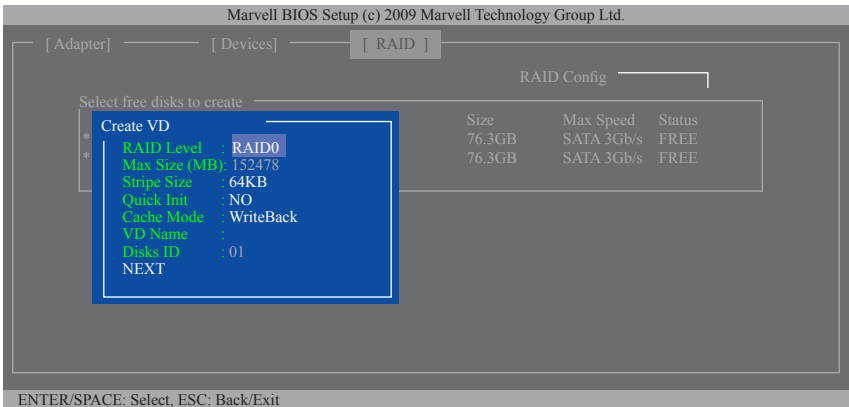 Marvell BIOS Setup (c) 2009 Marvell Technology Group Ltd.
[ Adapter] [ Devices] [ RAID ]
RAID Config
Select free disks to create
Size Max Speed Status
* 76.3GB SATA 3Gb/s FREE
* 76.3GB SATA 3Gb/s FREE
Create VD
RAID Level : RAID0
Max Size (MB): 152478
Stripe Size : 64KB
Quick Init : NO
Cache Mode : WriteBack
VD Name :
Disks ID : 01
NEXT
ENTER/SPACE: Select, ESC: Back/Exit